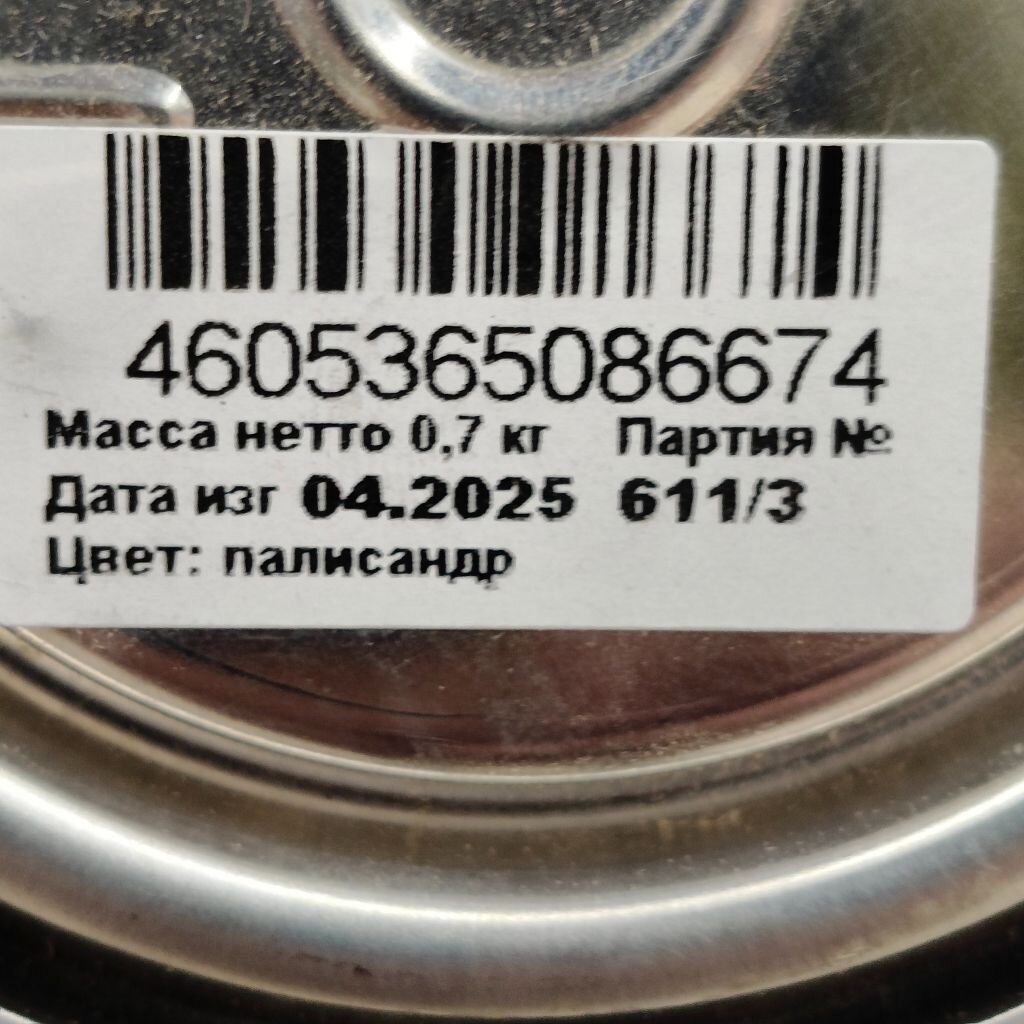 4605365086674
Масса нетто 0,7 кг Партия №
Дата изг 04.2025 611/3
Цвет: палисандр